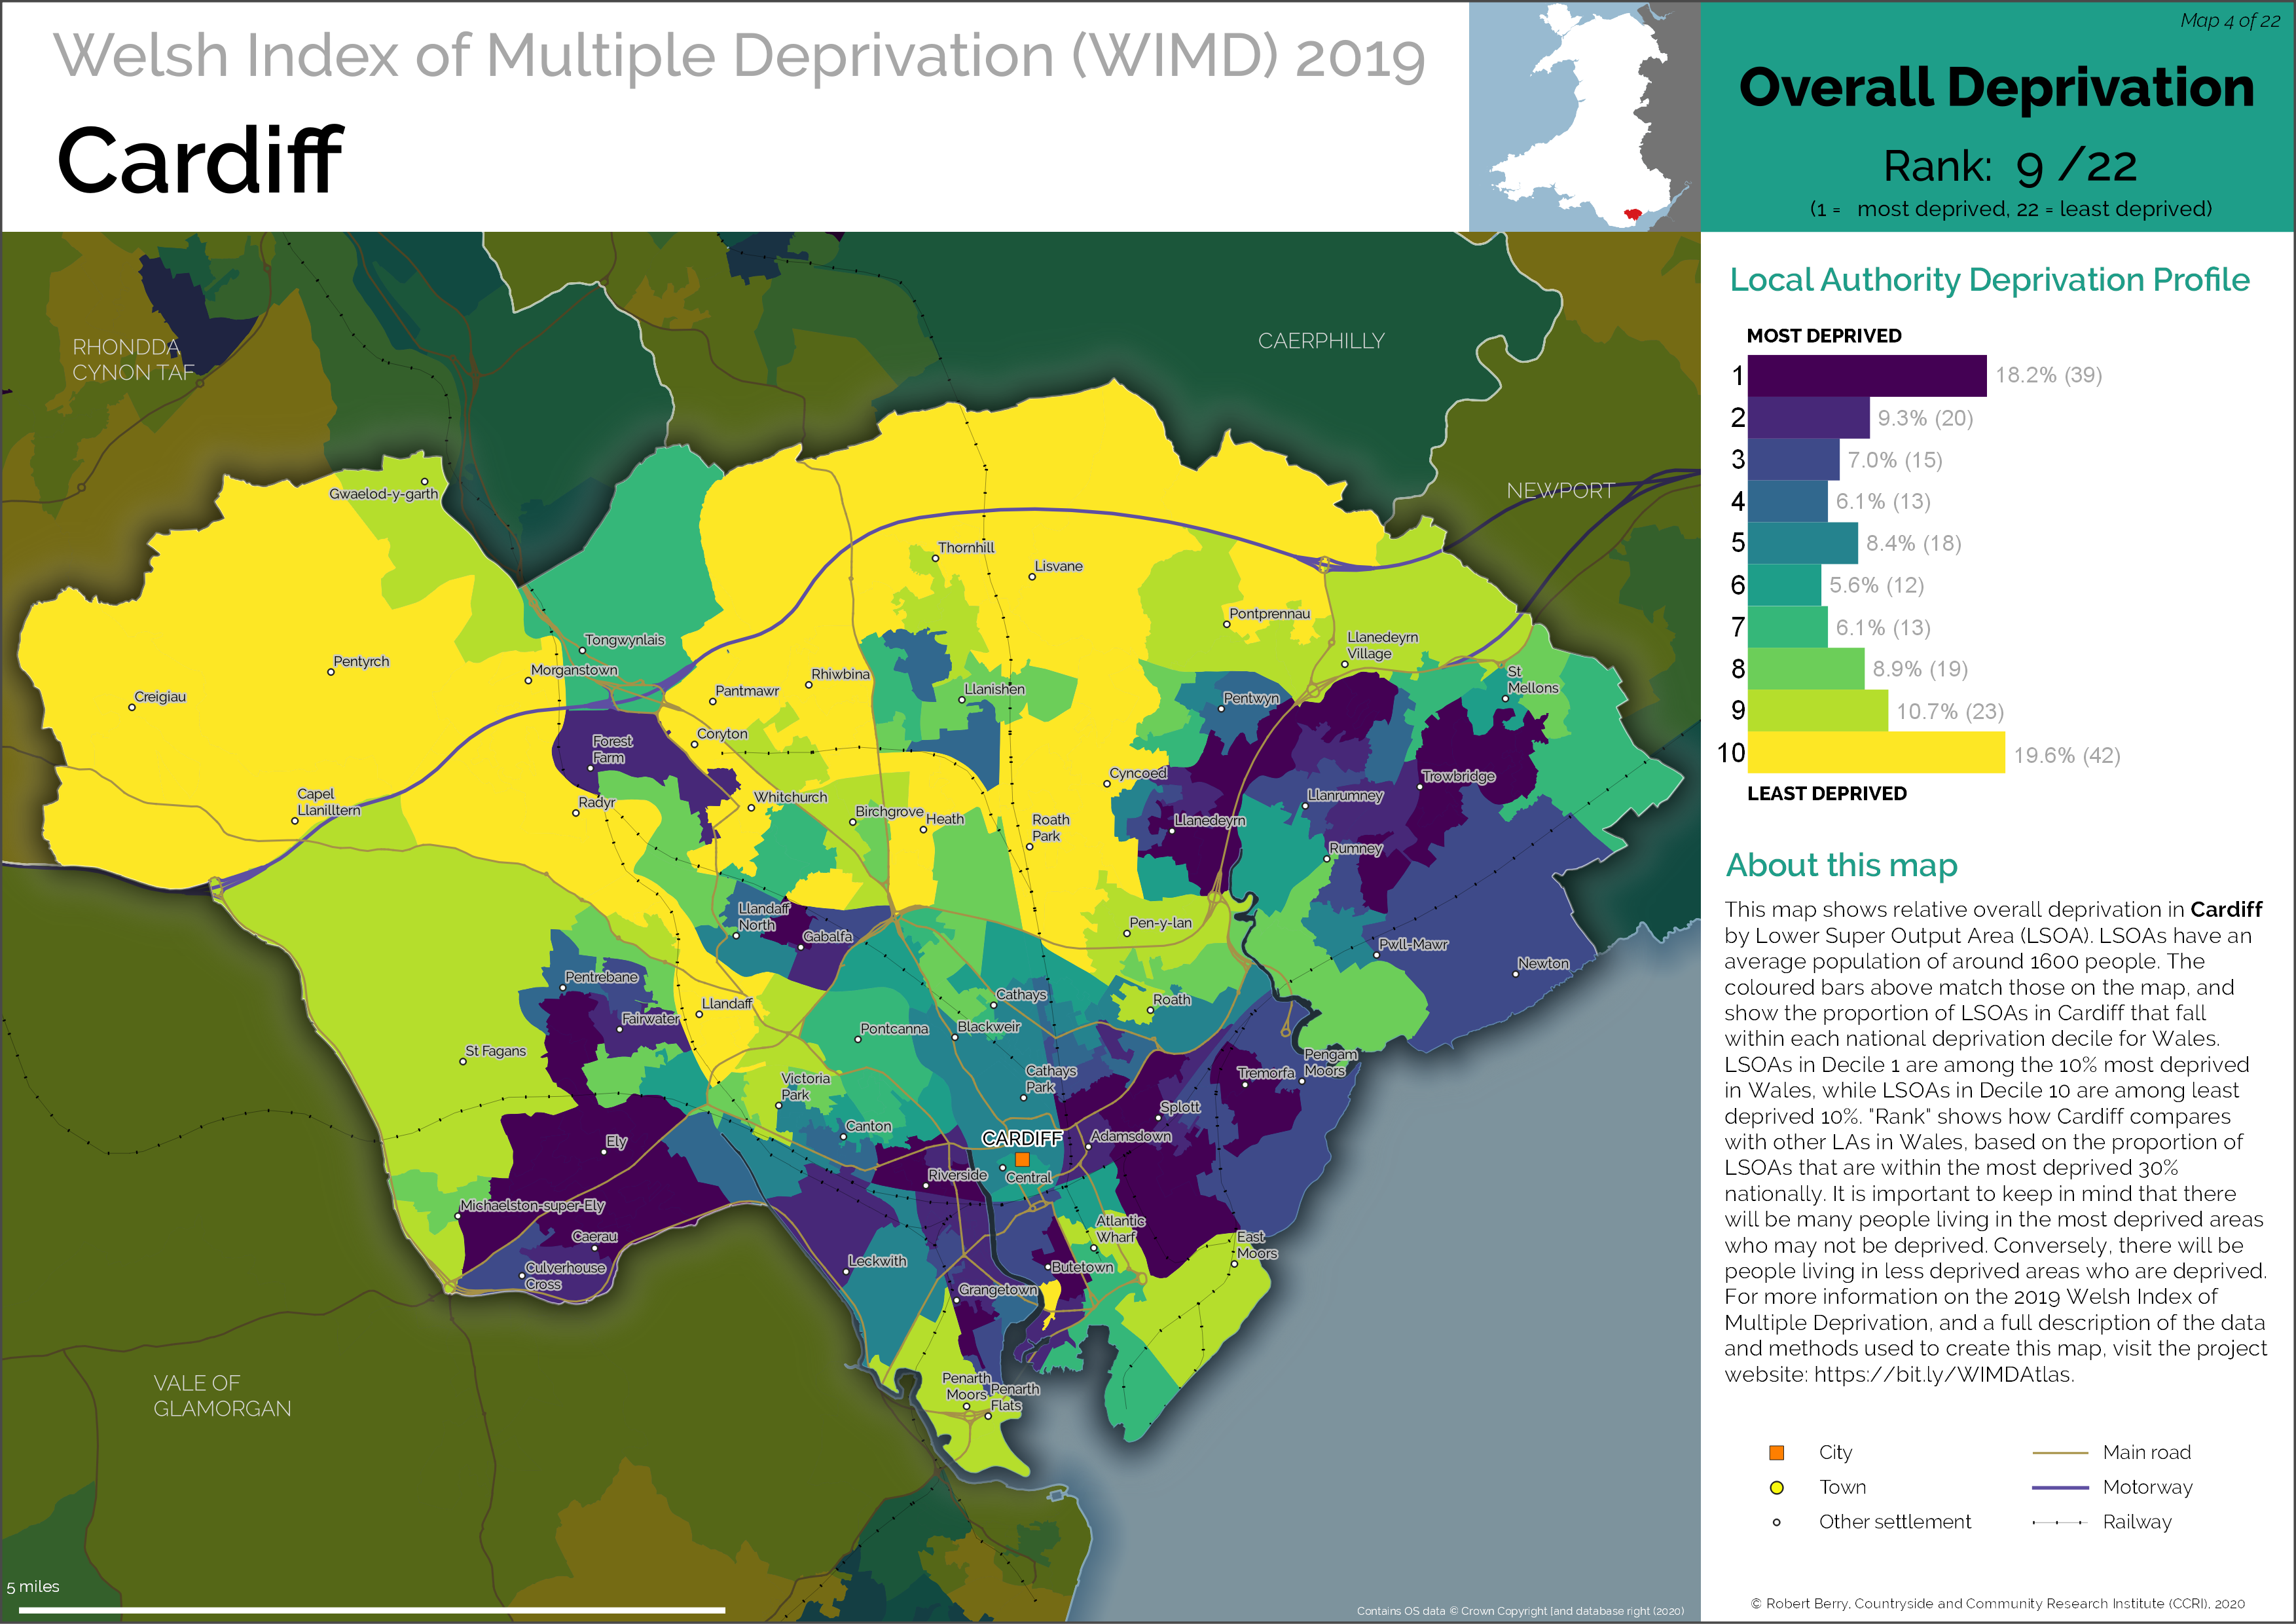 Welsh Index of Multiple Deprivation (WIMD) 2019
Cardiff
Map 4 of 22
Overall Deprivation
Rank: 9 /22
(1 = most deprived, 22 = least deprived)
RHONDDA
CYNON TAF
CAERPHILLY
NEWPORT
Gwaelod-y-garth
Thornhill
Lisvane
Pontprennau
Llanedeyrn
Village
Tongwynlais
Morganstown
Pentyrch
Creigiau
Rhiwbina
Pantmawr
Llanishen
Pentwyn
St
Mellons
Coryton
Forest
Farm
Cyncoed
Trowbridge
Capel
Llanilltern
Radyr
Whitchurch
Birchgrove
Heath
Roath
Park
Llanrumney
Llanedeyrn
Rumney
Llandaff
North
Gabalfa
Pen-y-lan
Pwll-Mawr
Newton
Pentrebane
Fairwater
Llandaff
Cathays
Roath
Pontcanna
Blackweir
St Fagans
Victoria
Park
Cathays
Park
Pengam
Moors
Tremorfa
Splott
Ely
Canton
CARDIFF
Adamsdown
Riverside
Central
Michaelston-super-Ely
Caerau
Atlantic
Wharf
East
Moors
Culverhouse
Cross
Leckwith
Butetown
Grangetown
Penarth
Moors
Penarth
Flats
VALE OF
GLAMORGAN
5 miles
Contains OS data © Crown Copyright [and database right (2020)
Local Authority Deprivation Profile
MOST DEPRIVED
1 18.2% (39)
2 9.3% (20)
3 7.0% (15)
4 6.1% (13)
5 8.4% (18)
6 5.6% (12)
7 6.1% (13)
8 8.9% (19)
9 10.7% (23)
10 19.6% (42)
LEAST DEPRIVED
About this map
This map shows relative overall deprivation in Cardiff
by Lower Super Output Area (LSOA). LSOAs have an
average population of around 1600 people. The
coloured bars above match those on the map, and
show the proportion of LSOAs in Cardiff that fall
within each national deprivation decile for Wales.
LSOAs in Decile 1 are among the 10% most deprived
in Wales, while LSOAs in Decile 10 are among least
deprived 10%. "Rank" shows how Cardiff compares
with other LAs in Wales, based on the proportion of
LSOAs that are within the most deprived 30%
nationally. It is important to keep in mind that there
will be many people living in the most deprived areas
who may not be deprived. Conversely, there will be
people living in less deprived areas who are deprived.
For more information on the 2019 Welsh Index of
Multiple Deprivation, and a full description of the data
and methods used to create this map, visit the project
website: https://bit.ly/WIMDAtlas.
City
Main road
Town
Motorway
Other settlement
Railway
© Robert Berry, Countryside and Community Research Institute (CCRI), 2020